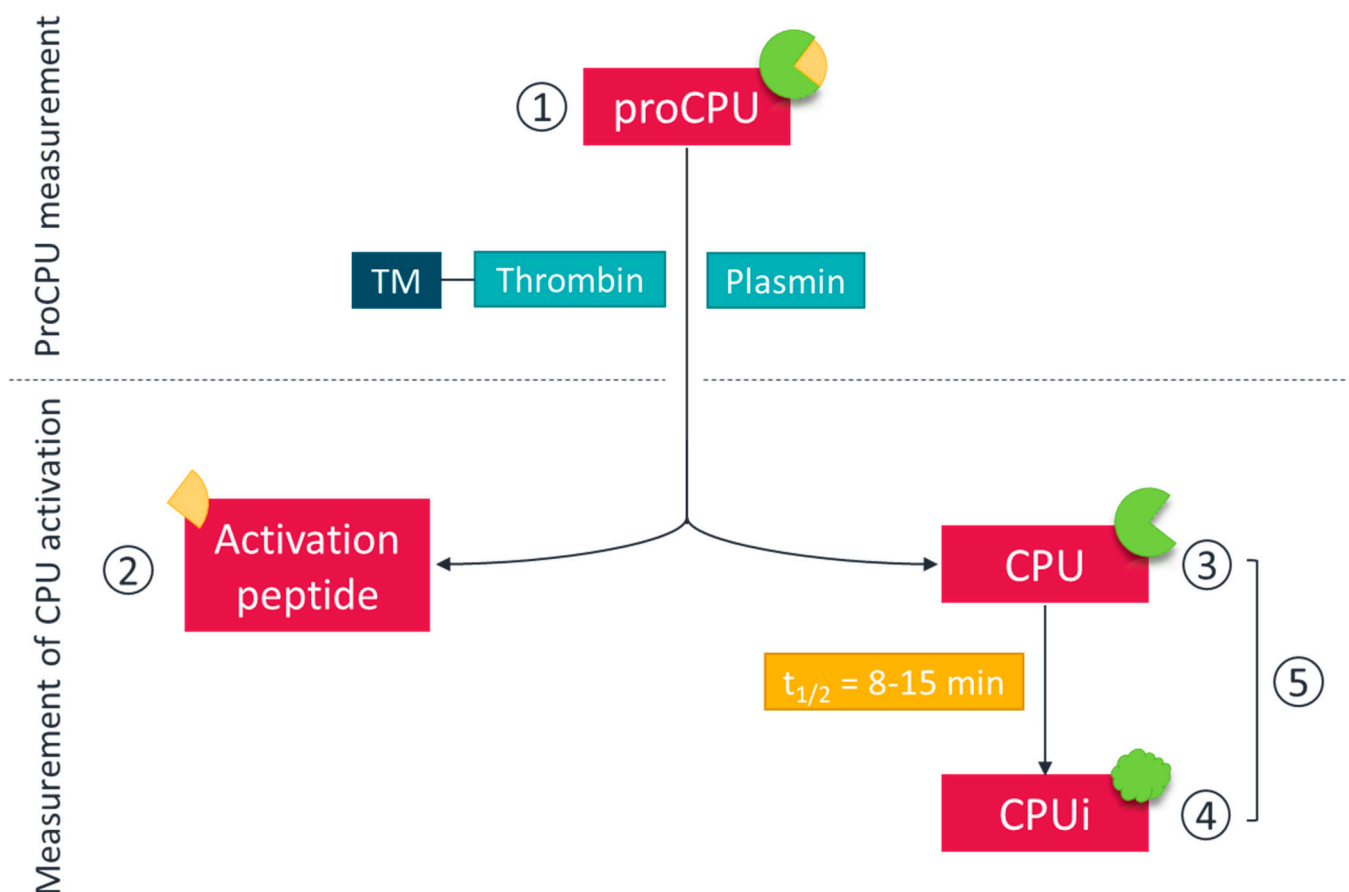 ProCPU measurement
① proCPU
TM Thrombin Plasmin
Measurement of CPU activation
② Activation
peptide
CPU ③
t1/2 = 8-15 min
⑤
CPUi ④